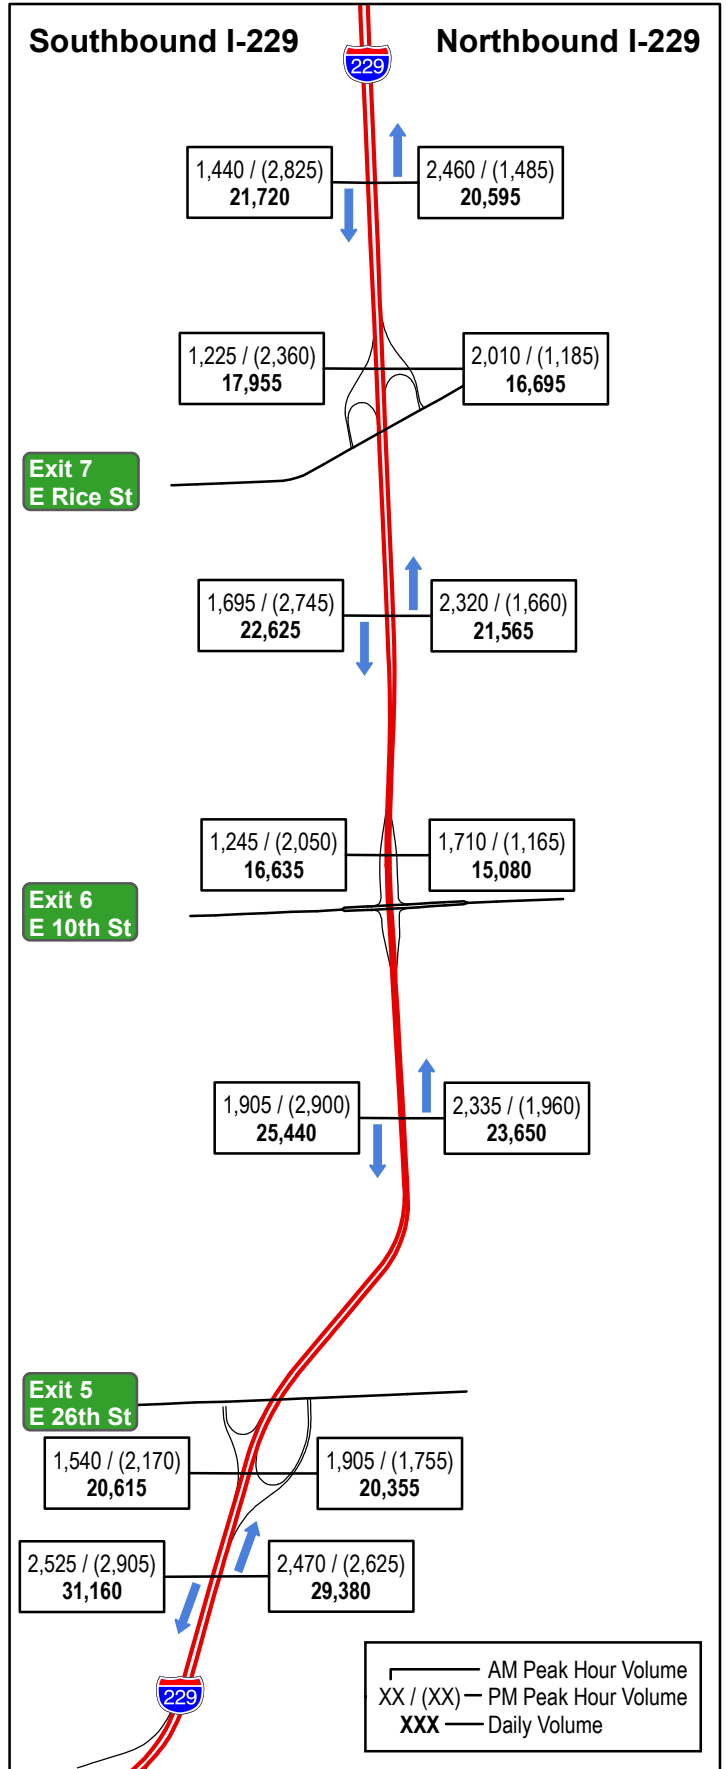 Southbound I-229
Northbound I-229
229
1,440 / (2,825)
21,720
2,460 / (1,485)
20,595
1,225 / (2,360)
17,955
2,010 / (1,185)
16,695
Exit 7
E Rice St
1,695 / (2,745)
22,625
2,320 / (1,660)
21,565
1,245 / (2,050)
16,635
1,710 / (1,165)
15,080
Exit 6
E 10th St
1,905 / (2,900)
25,440
2,335 / (1,960)
23,650
Exit 5
E 26th St
1,540 / (2,170)
20,615
1,905 / (1,755)
20,355
2,525 / (2,905)
31,160
2,470 / (2,625)
29,380
229
AM Peak Hour Volume
XX / (XX) PM Peak Hour Volume
XXX Daily Volume